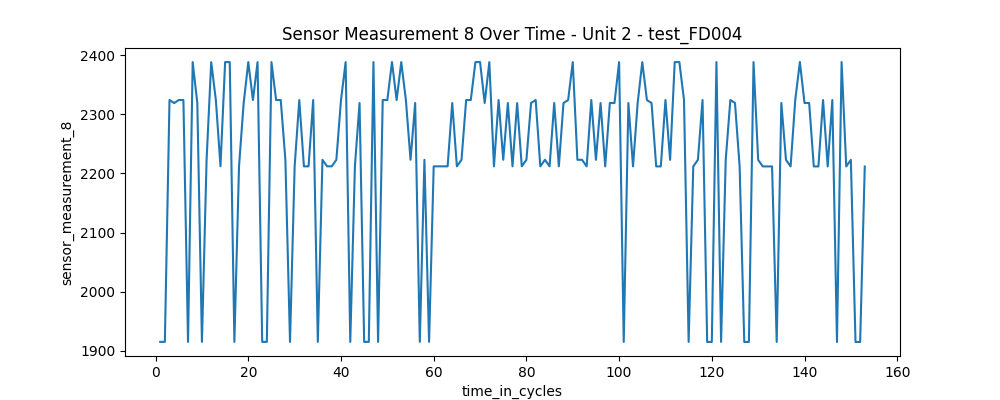 Sensor Measurement 8 Over Time - Unit 2 - test_FD004
2400
2300
2200
2100
2000
1900
sensor_measurement_8
0 20 40 60 80 100 120 140 160
time_in_cycles